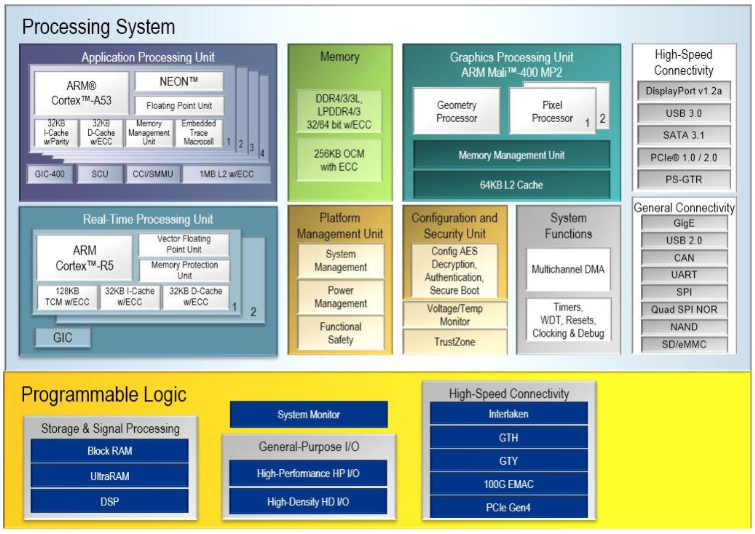 Processing System
Application Processing Unit
ARM®
Cortex™-A53
NEON™
Floating Point Unit
32KB
I-Cache
w/Parity
32KB
D-Cache
w/ECC
Memory
Management
Unit
Embedded
Trace
Macrocell
1
2
3
4
GIC-400
SCU
CCI/SMMU
1MB L2 w/ECC
Memory
DDR4/3/3L,
LPDDR4/3
32/64 bit w/ECC
256KB OCM
with ECC
Graphics Processing Unit
ARM Mali™-400 MP2
Geometry
Processor
Pixel
Processor
1
2
Memory Management Unit
64KB L2 Cache
High-Speed
Connectivity
DisplayPort v1.2a
USB 3.0
SATA 3.1
PCIe® 1.0 / 2.0
PS-GTR
Real-Time Processing Unit
ARM
Cortex™-R5
Vector Floating
Point Unit
Memory Protection
Unit
128KB
TCM w/ECC
32KB I-Cache
w/ECC
32KB D-Cache
w/ECC
1
2
GIC
Platform
Management Unit
System
Management
Power
Management
Functional
Safety
Configuration and
Security Unit
Config AES
Decryption,
Authentication,
Secure Boot
Voltage/Temp
Monitor
TrustZone
System
Functions
Multichannel DMA
Timers,
WDT, Resets,
Clocking & Debug
General Connectivity
GigE
USB 2.0
CAN
UART
SPI
Quad SPI NOR
NAND
SD/eMMC
Programmable Logic
Storage & Signal Processing
Block RAM
UltraRAM
DSP
System Monitor
General-Purpose I/O
High-Performance HP I/O
High-Density HD I/O
High-Speed Connectivity
Interlaken
GTH
GTY
100G EMAC
PCIe Gen4